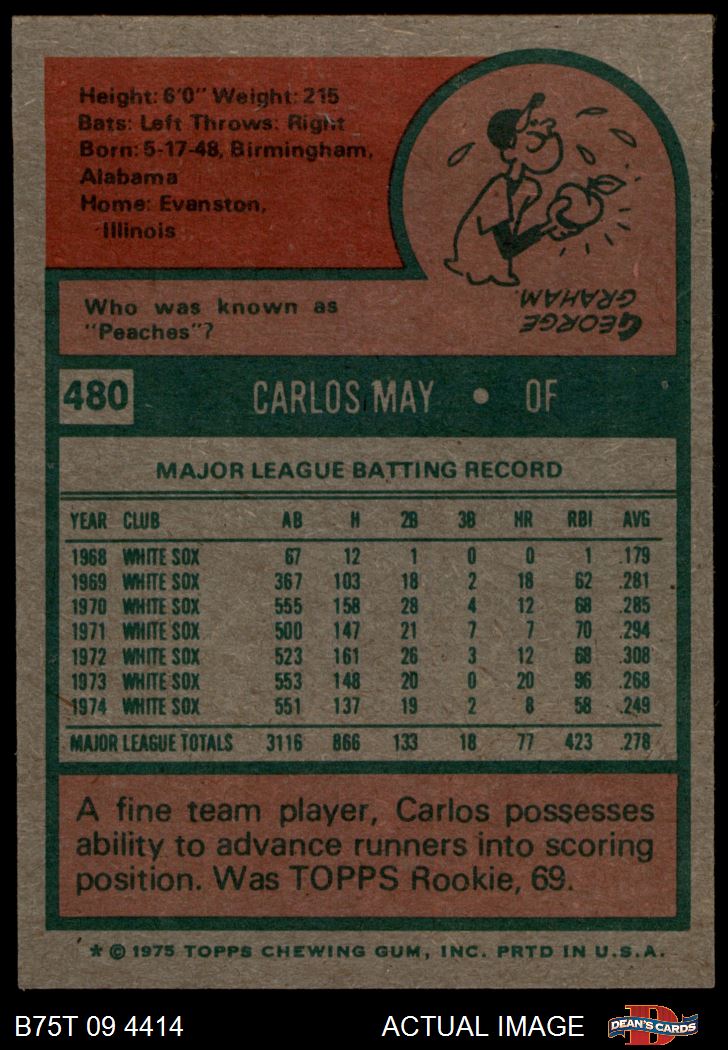 Height: 6'0" Weight: 215
Bats: Left Throws: Right
Born: 5-17-48, Birmingham,
Alabama
Home: Evanston,
Illinois
Who was known as
"Peaches"?
GEORGE
GRAHAM.
480 CARLOS MAY • OF
MAJOR LEAGUE BATTING RECORD
YEAR CLUB AB H 2B 3B HR RBI AVG
1968 WHITE SOX 67 12 1 0 0 1 .179
1969 WHITE SOX 367 103 18 2 18 62 .281
1970 WHITE SOX 555 158 28 4 12 68 .285
1971 WHITE SOX 500 147 21 7 7 70 .294
1972 WHITE SOX 523 161 26 3 12 68 .308
1973 WHITE SOX 553 148 20 0 20 96 .268
1974 WHITE SOX 551 137 19 2 8 58 .249
MAJOR LEAGUE TOTALS 3116 866 133 18 77 423 .278
A fine team player, Carlos possesses
ability to advance runners into scoring
position. Was TOPPS Rookie, 69.
* © 1975 TOPPS CHEWING GUM, INC. PRTD IN U.S.A.
B75T 09 4414 ACTUAL IMAGE DEAN'S CARDS